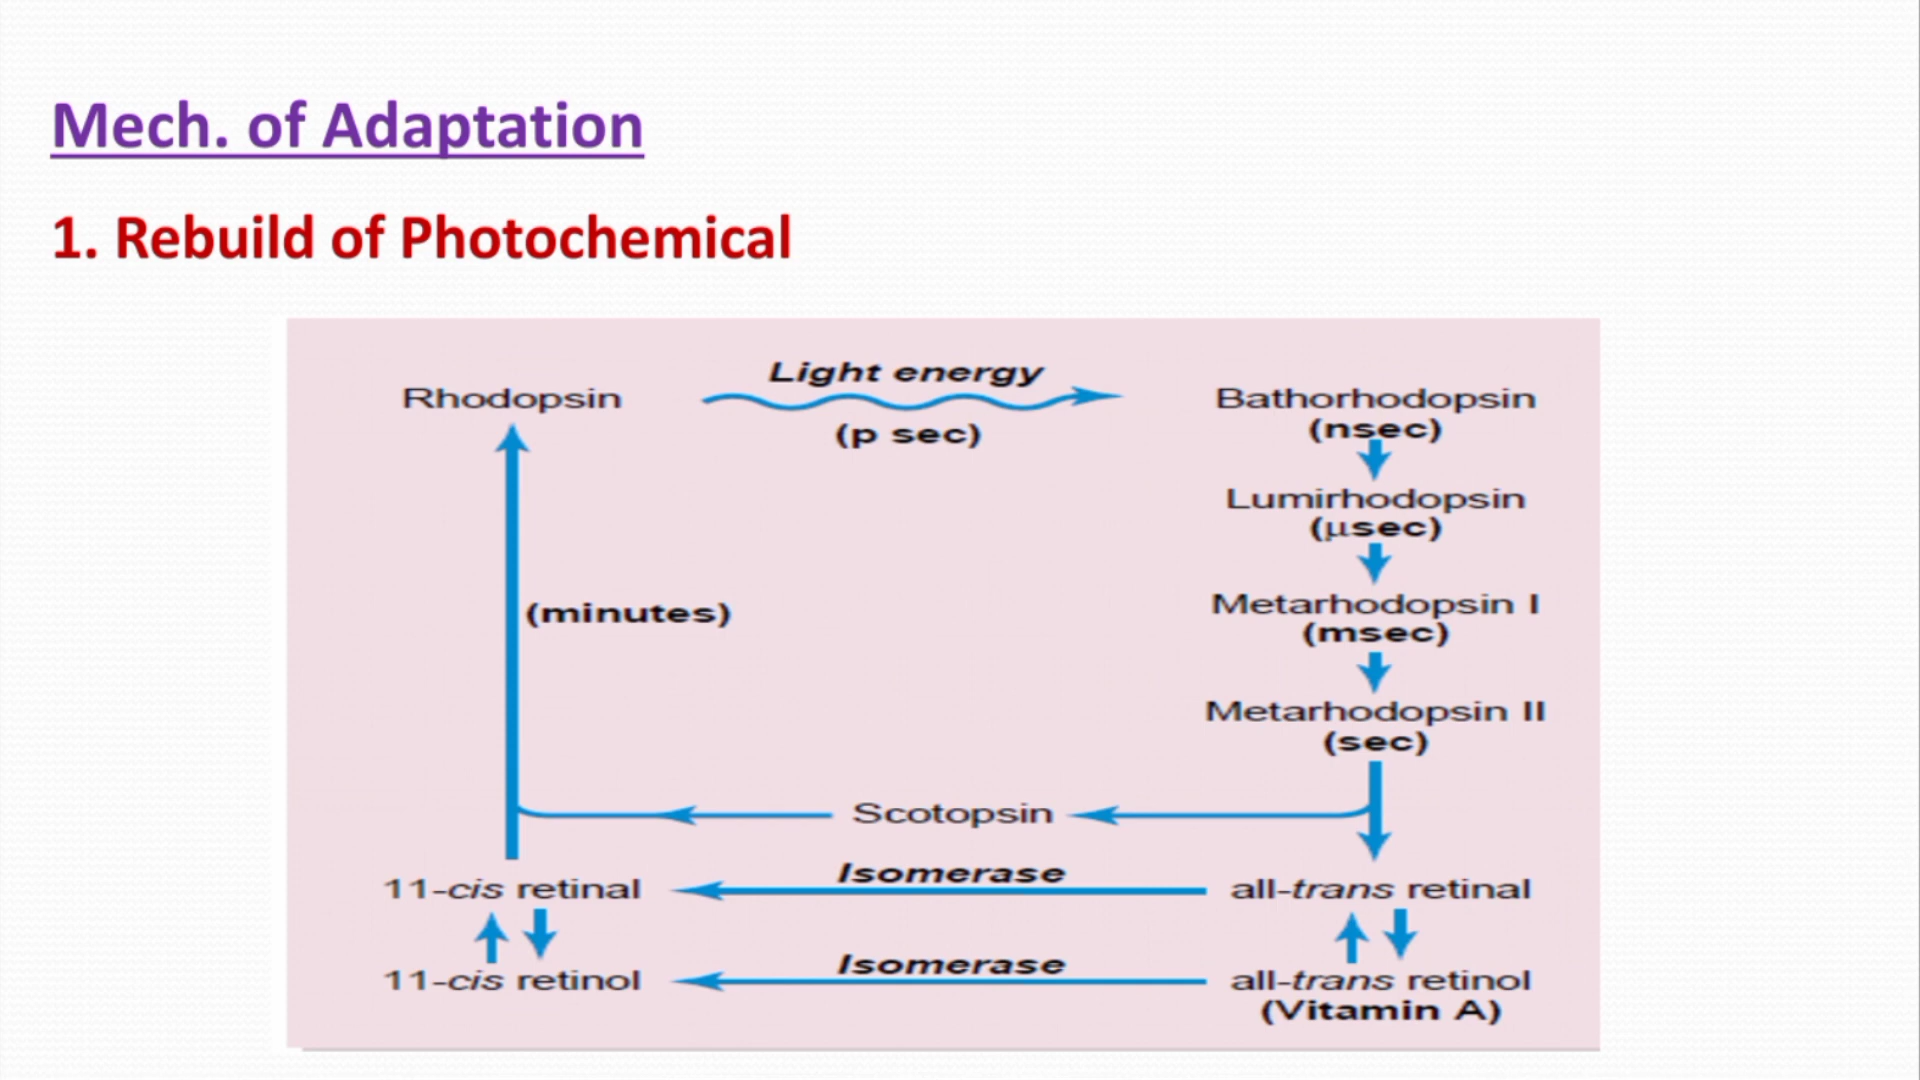 Mech. of Adaptation
1. Rebuild of Photochemical
Light energy
Rhodopsin
Bathorhodopsin
(p sec)
(nsec)
Lumirhodopsin
(μsec)
Metarhodopsin I
(minutes)
(msec)
Metarhodopsin II
(sec)
Scotopsin
Isomerase
11-cis retinal
all-trans retinal
Isomerase
11-cis retinol
all-trans retinol
(Vitamin A)